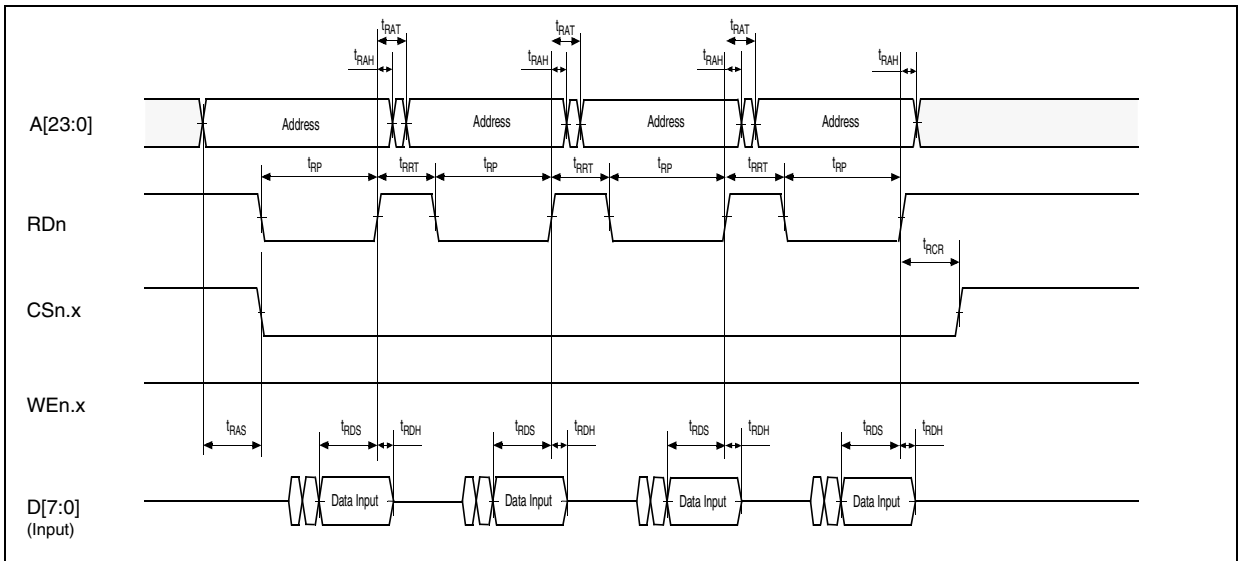 tRAT tRAT tRAT
tRAH tRAH tRAH tRAH
A[23:0] Address Address Address Address
tRP tRRT tRP tRRT tRP tRRT tRP
RDn
tRCR
CSn.x
WEn.x
tRAS tRDS tRDH tRDS tRDH tRDS tRDH tRDS tRDH
D[7:0] Data Input Data Input Data Input Data Input
(Input)